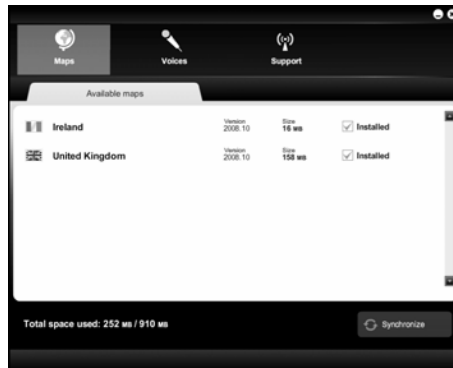 Maps Voices Support
Available maps
Version Size
Ireland 2008.10 16 MB Installed
Version Size
United Kingdom 2008.10 158 MB Installed
Total space used: 252 MB / 910 MB Synchronize